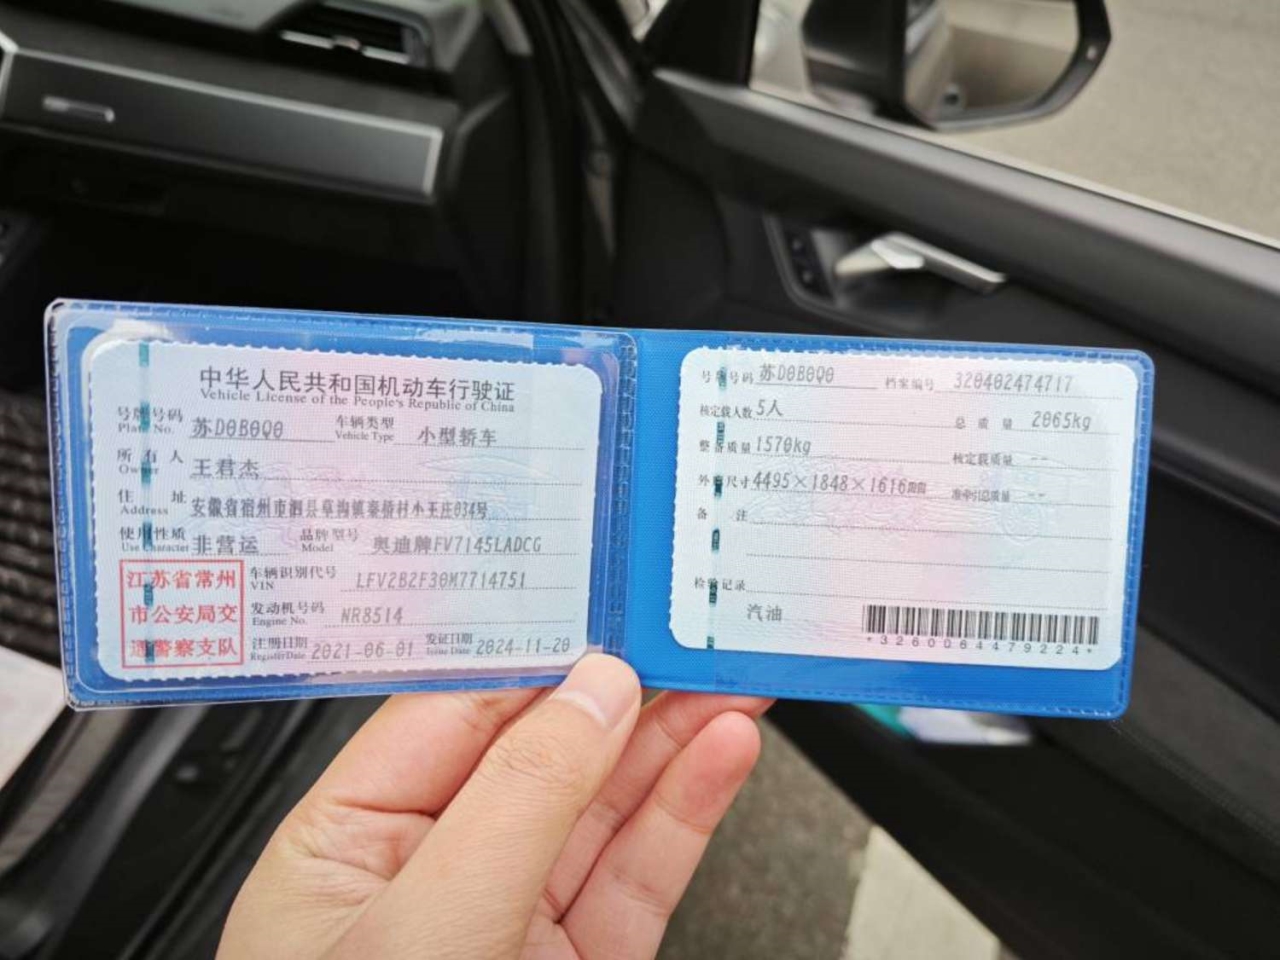 中华人民共和国机动车行驶证
Vehicle License of the People's Republic of China
号牌号码 苏D0B0Q0 车辆类型 小型轿车
Plate No. Vehicle Type
所有人 王君杰
Owner
住址 安徽省宿州市泗县草沟镇秦桥村小王庄034号
Address
使用性质 非营运 品牌型号 奥迪牌FV7145LADCG
Use Character Model
江苏省常州
市公安局交
通警察支队
车辆识别代号 LFV2B2F30M7714751
VIN
发动机号码 NR8514
Engine No.
注册日期 2021-06-01 发证日期 2024-11-20
Register Date Issue Date
号牌号码 苏D0B0Q0 档案编号 320402474717
核定载人数 5人 总质量 2065kg
整备质量 1570kg 核定载质量 --
外廓尺寸 4495×1848×1616mm 准牵引总质量 --
备注
检验记录
汽油
*3260064479224*